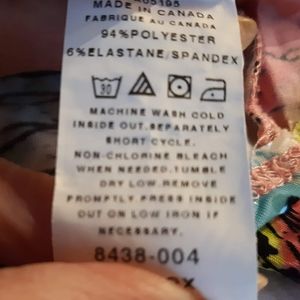 405195
MADE IN CANADA
FABRIQUE AU CANADA
94% POLYESTER
6% ELASTANE/SPANDEX
30
MACHINE WASH COLD
INSIDE OUT. SEPARATELY
SHORT CYCLE.
NON-CHLORINE BLEACH
WHEN NEEDED. TUMBLE
DRY LOW. REMOVE
PROMPTLY. PRESS INSIDE
OUT ON LOW IRON IF
NECESSARY.
8438-004